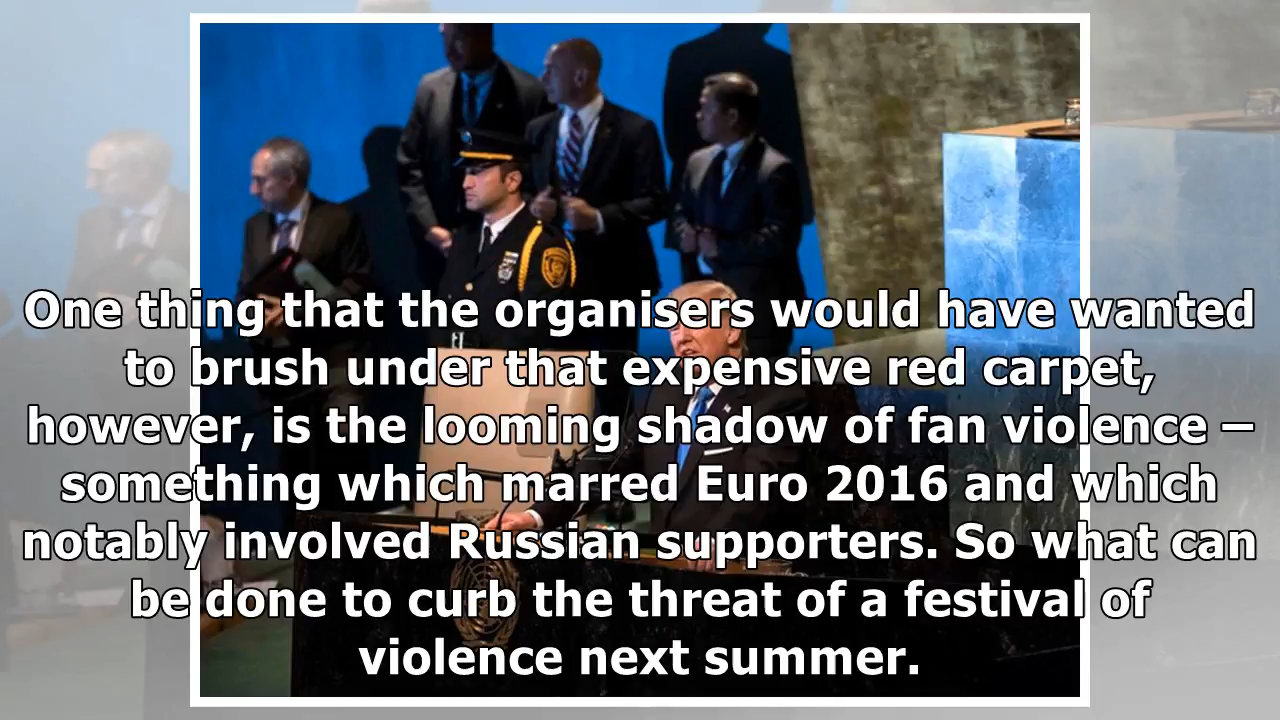 One thing that the organisers would have wanted
to brush under that expensive red carpet,
however, is the looming shadow of fan violence –
something which marred Euro 2016 and which
notably involved Russian supporters. So what can
be done to curb the threat of a festival of
violence next summer.